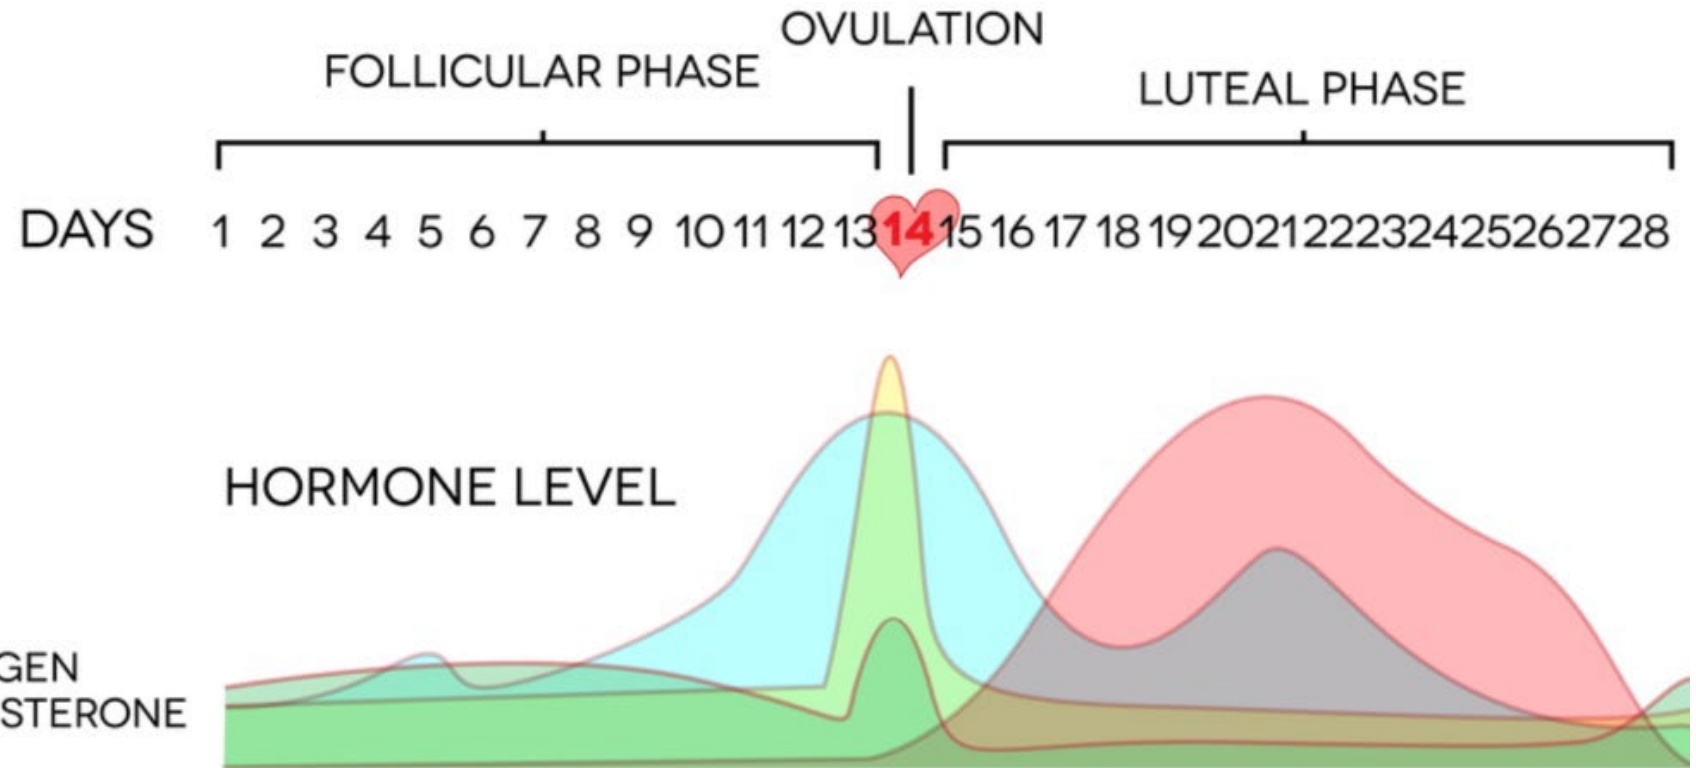 OVULATION
FOLLICULAR PHASE
LUTEAL PHASE
DAYS 1 2 3 4 5 6 7 8 9 10 11 12 13 14 15 16 17 18 19 20 21 22 23 24 25 26 27 28
HORMONE LEVEL
GEN
STERONE